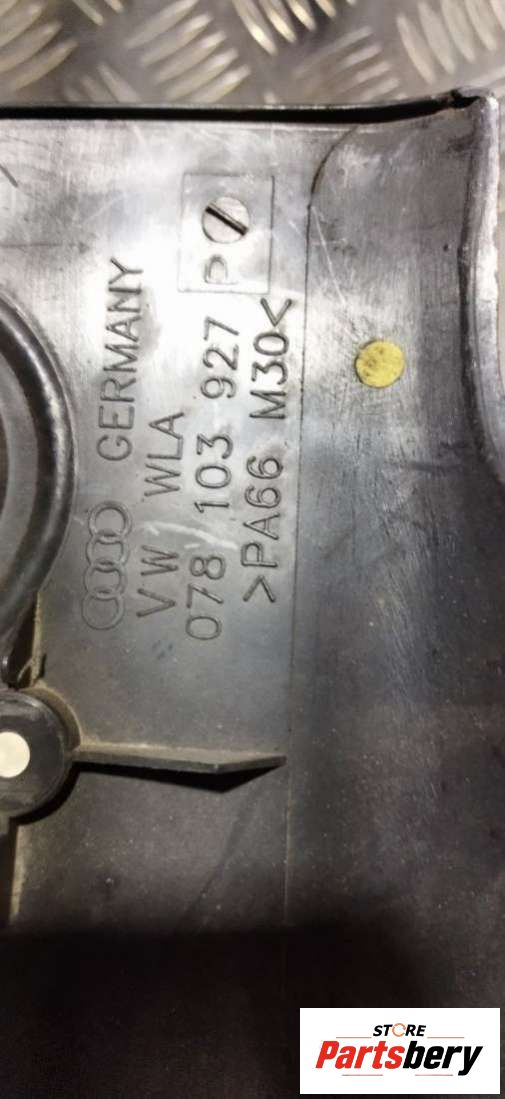 GERMANY
VW WLA
078 103 927 P
>PA66 M30<
STORE
Partsbery